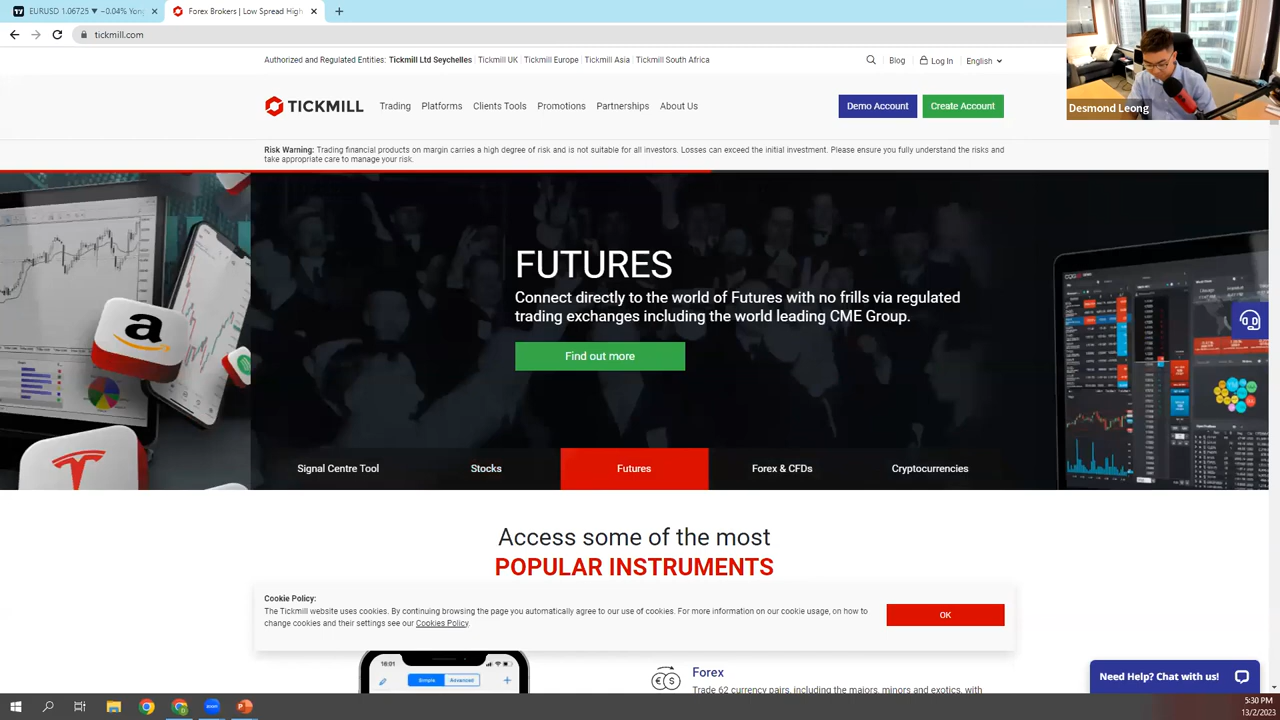 EURUSD 1.06725 ▼ −0.04% Yong
Forex Brokers | Low Spread High
tickmill.com
Authorized and Regulated Entities: Tickmill Ltd Seychelles | Tickmill UK | Tickmill Europe | Tickmill Asia | Tickmill South Africa
Blog
Log In
English
TICKMILL
Trading
Platforms
Clients Tools
Promotions
Partnerships
About Us
Demo Account
Create Account
Desmond Leong
Risk Warning: Trading financial products on margin carries a high degree of risk and is not suitable for all investors. Losses can exceed the initial investment. Please ensure you fully understand the risks and
take appropriate care to manage your risk.
FUTURES
Connect directly to the world of Futures with no frills via regulated
trading exchanges including the world leading CME Group.
Find out more
Signal Centre Tool
Stocks
Futures
Forex & CFDs
Cryptocurrencies
Access some of the most
POPULAR INSTRUMENTS
Cookie Policy:
The Tickmill website uses cookies. By continuing browsing the page you automatically agree to our use of cookies. For more information on our cookie usage, on how to
change cookies and their settings see our Cookies Policy.
OK
16:01
Simple
Advanced
Forex
Trade 62 currency pairs, including the majors, minors and exotics, with
Need Help? Chat with us!
zoom
5:30 PM
13/2/2023